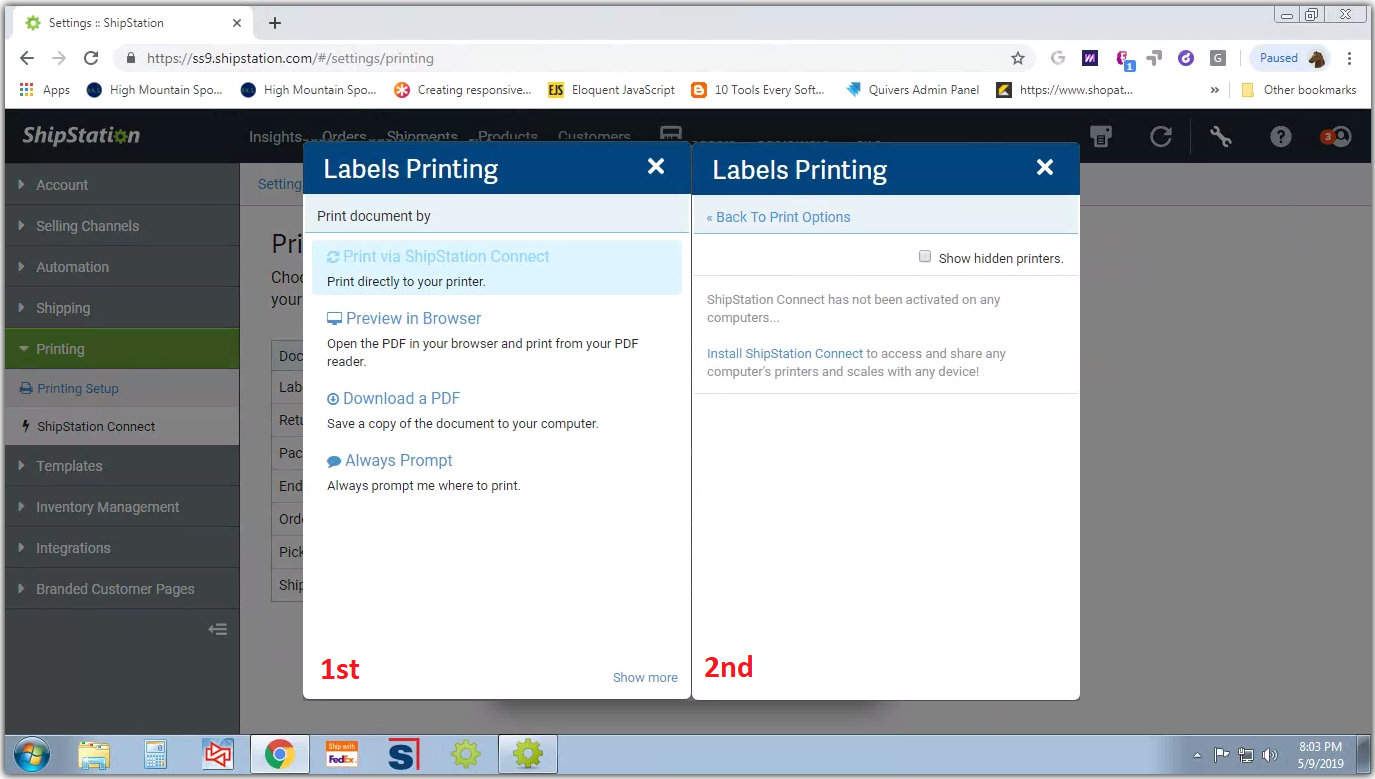 Settings :: ShipStation
https://ss9.shipstation.com/#/settings/printing
G
1
G
Paused
Apps
High Mountain Spo...
High Mountain Spo...
Creating responsive...
EJS Eloquent JavaScript
10 Tools Every Soft...
Quivers Admin Panel
https://www.shopat...
»
Other bookmarks
ShipStation
Insights
Orders
Shipments
Products
Customers
3
Account
Selling Channels
Automation
Shipping
Printing
Printing Setup
ShipStation Connect
Templates
Inventory Management
Integrations
Branded Customer Pages
Setting
Pri
Choo
your
Doc
Labe
Retu
Pac
End
Orde
Pick
Ship
Labels Printing
Print document by
Print via ShipStation Connect
Print directly to your printer.
Preview in Browser
Open the PDF in your browser and print from your PDF
reader.
Download a PDF
Save a copy of the document to your computer.
Always Prompt
Always prompt me where to print.
1st
Show more
Labels Printing
« Back To Print Options
Show hidden printers.
ShipStation Connect has not been activated on any
computers...
Install ShipStation Connect to access and share any
computer's printers and scales with any device!
2nd
Ship with
FedEx
S
8:03 PM
5/9/2019